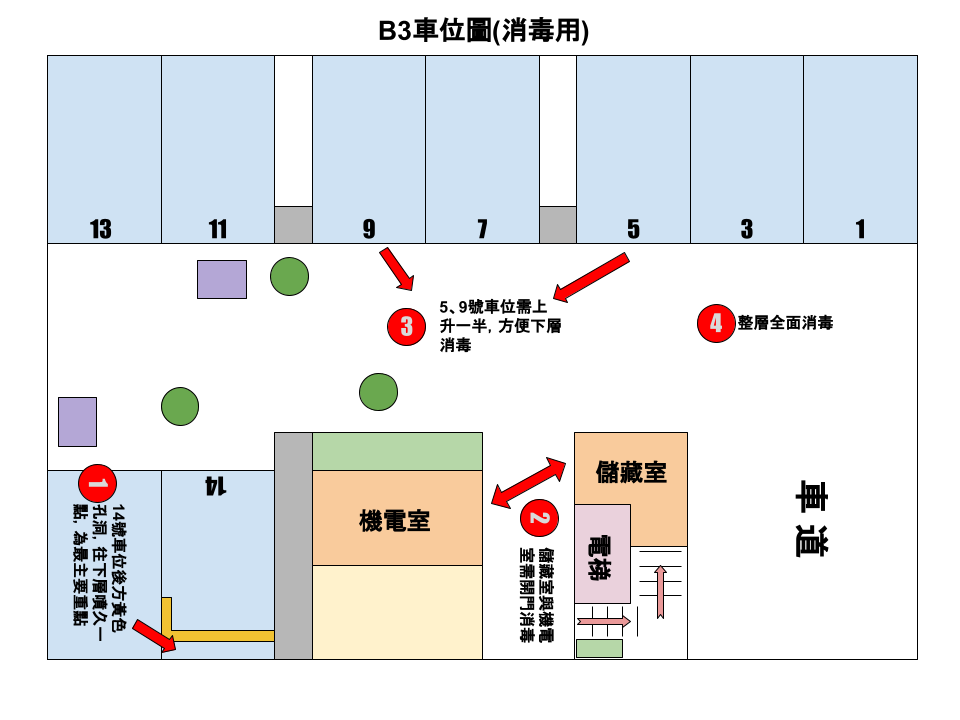 B3車位圖(消毒用)
13
11
9
7
5
3
1
3
5、9號車位需上
升一半, 方便下層
消毒
4
整層全面消毒
1
14號車位後方黃色
孔洞, 往下層噴久一
點, 為最主要重點
14
機電室
2
儲藏室與機電
室需開門消毒
儲藏室
電梯
車道